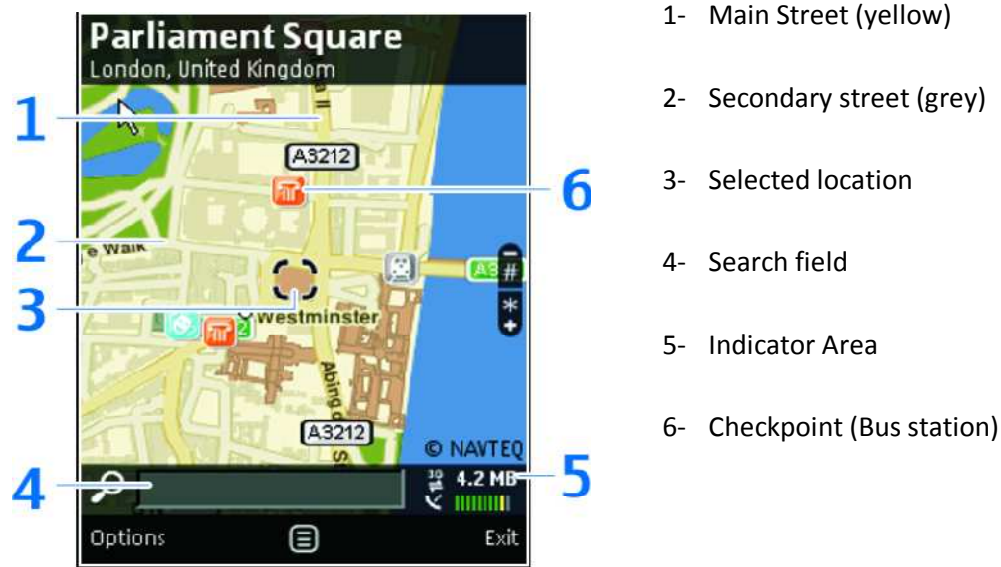 Parliament Square
London, United Kingdom
1
A3212
6
2
e Walk
#
*
3
Westminster
2
A3212
© NAVTEQ
4
3G
4.2 MB
5
Options
Exit
1- Main Street (yellow)
2- Secondary street (grey)
3- Selected location
4- Search field
5- Indicator Area
6- Checkpoint (Bus station)